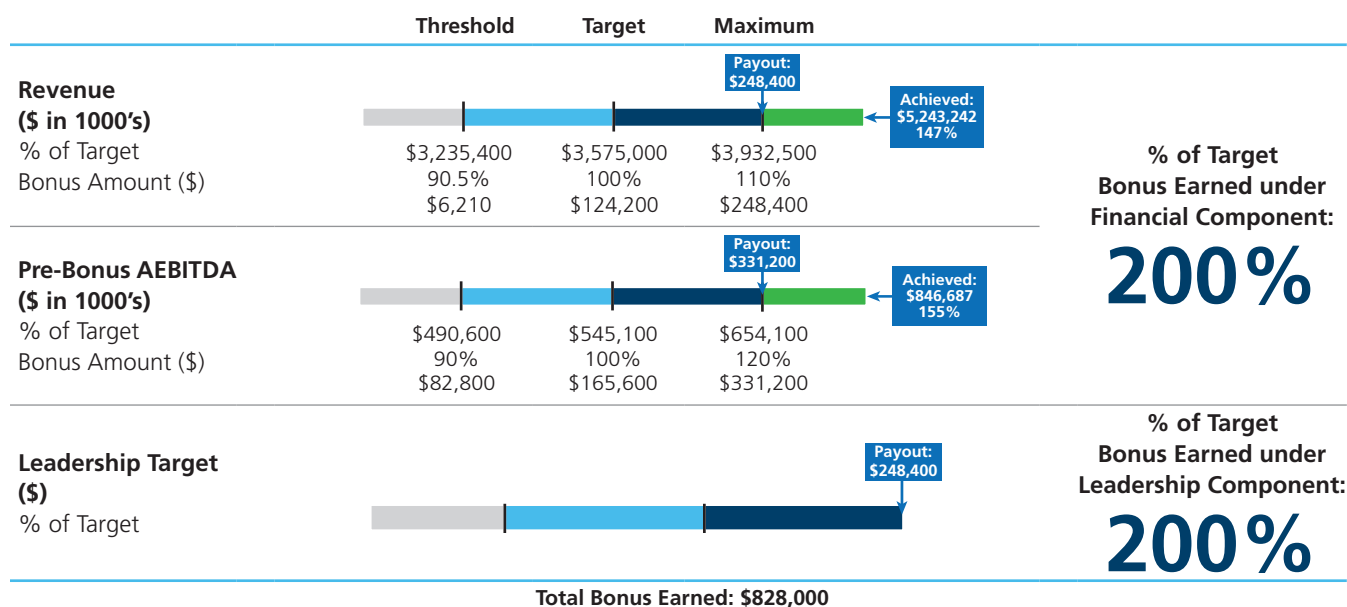 Threshold Target Maximum
Revenue
($ in 1000's)
% of Target
Bonus Amount ($)
Payout:
$248,400
Achieved:
$5,243,242
147%
$3,235,400 $3,575,000 $3,932,500
90.5% 100% 110%
$6,210 $124,200 $248,400
Pre-Bonus AEBITDA
($ in 1000's)
% of Target
Bonus Amount ($)
Payout:
$331,200
Achieved:
$846,687
155%
$490,600 $545,100 $654,100
90% 100% 120%
$82,800 $165,600 $331,200
% of Target
Bonus Earned under
Financial Component:
200%
Leadership Target
($)
% of Target
Payout:
$248,400
% of Target
Bonus Earned under
Leadership Component:
200%
Total Bonus Earned: $828,000